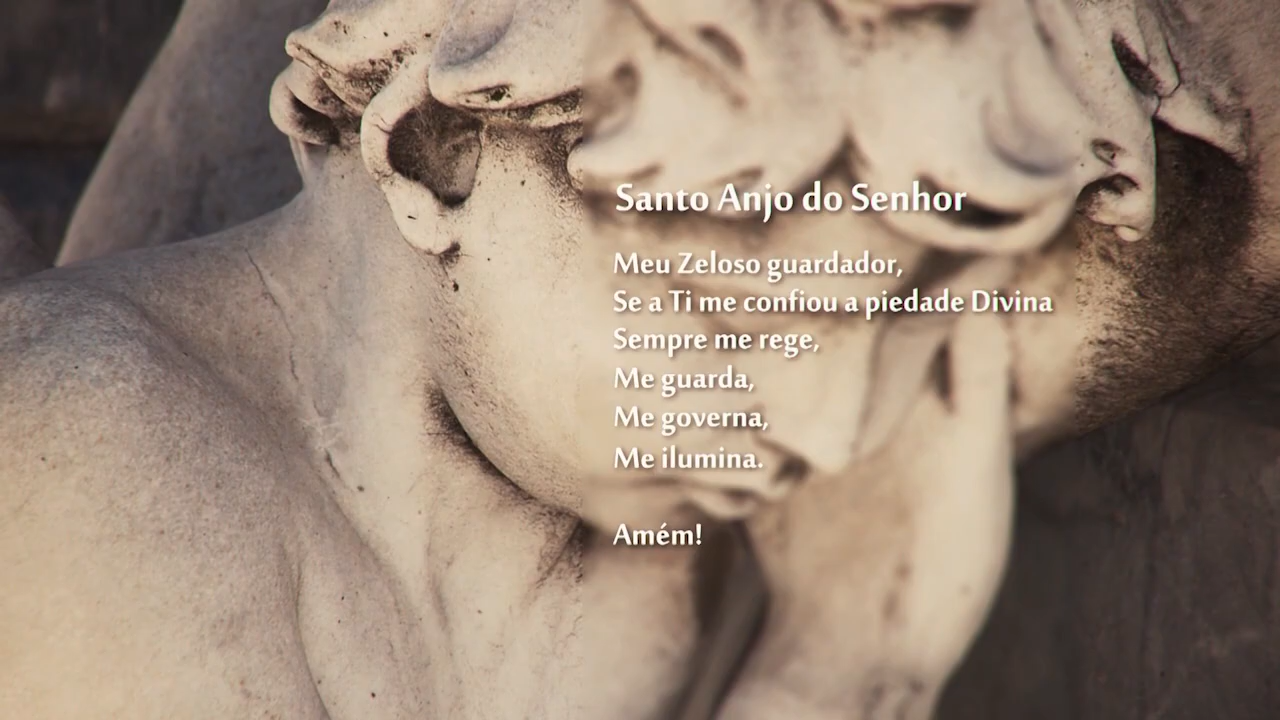 Santo Anjo do Senhor
Meu Zeloso guardador,
Se a Ti me confiou a piedade Divina
Sempre me rege,
Me guarda,
Me governa,
Me ilumina.
Amém!